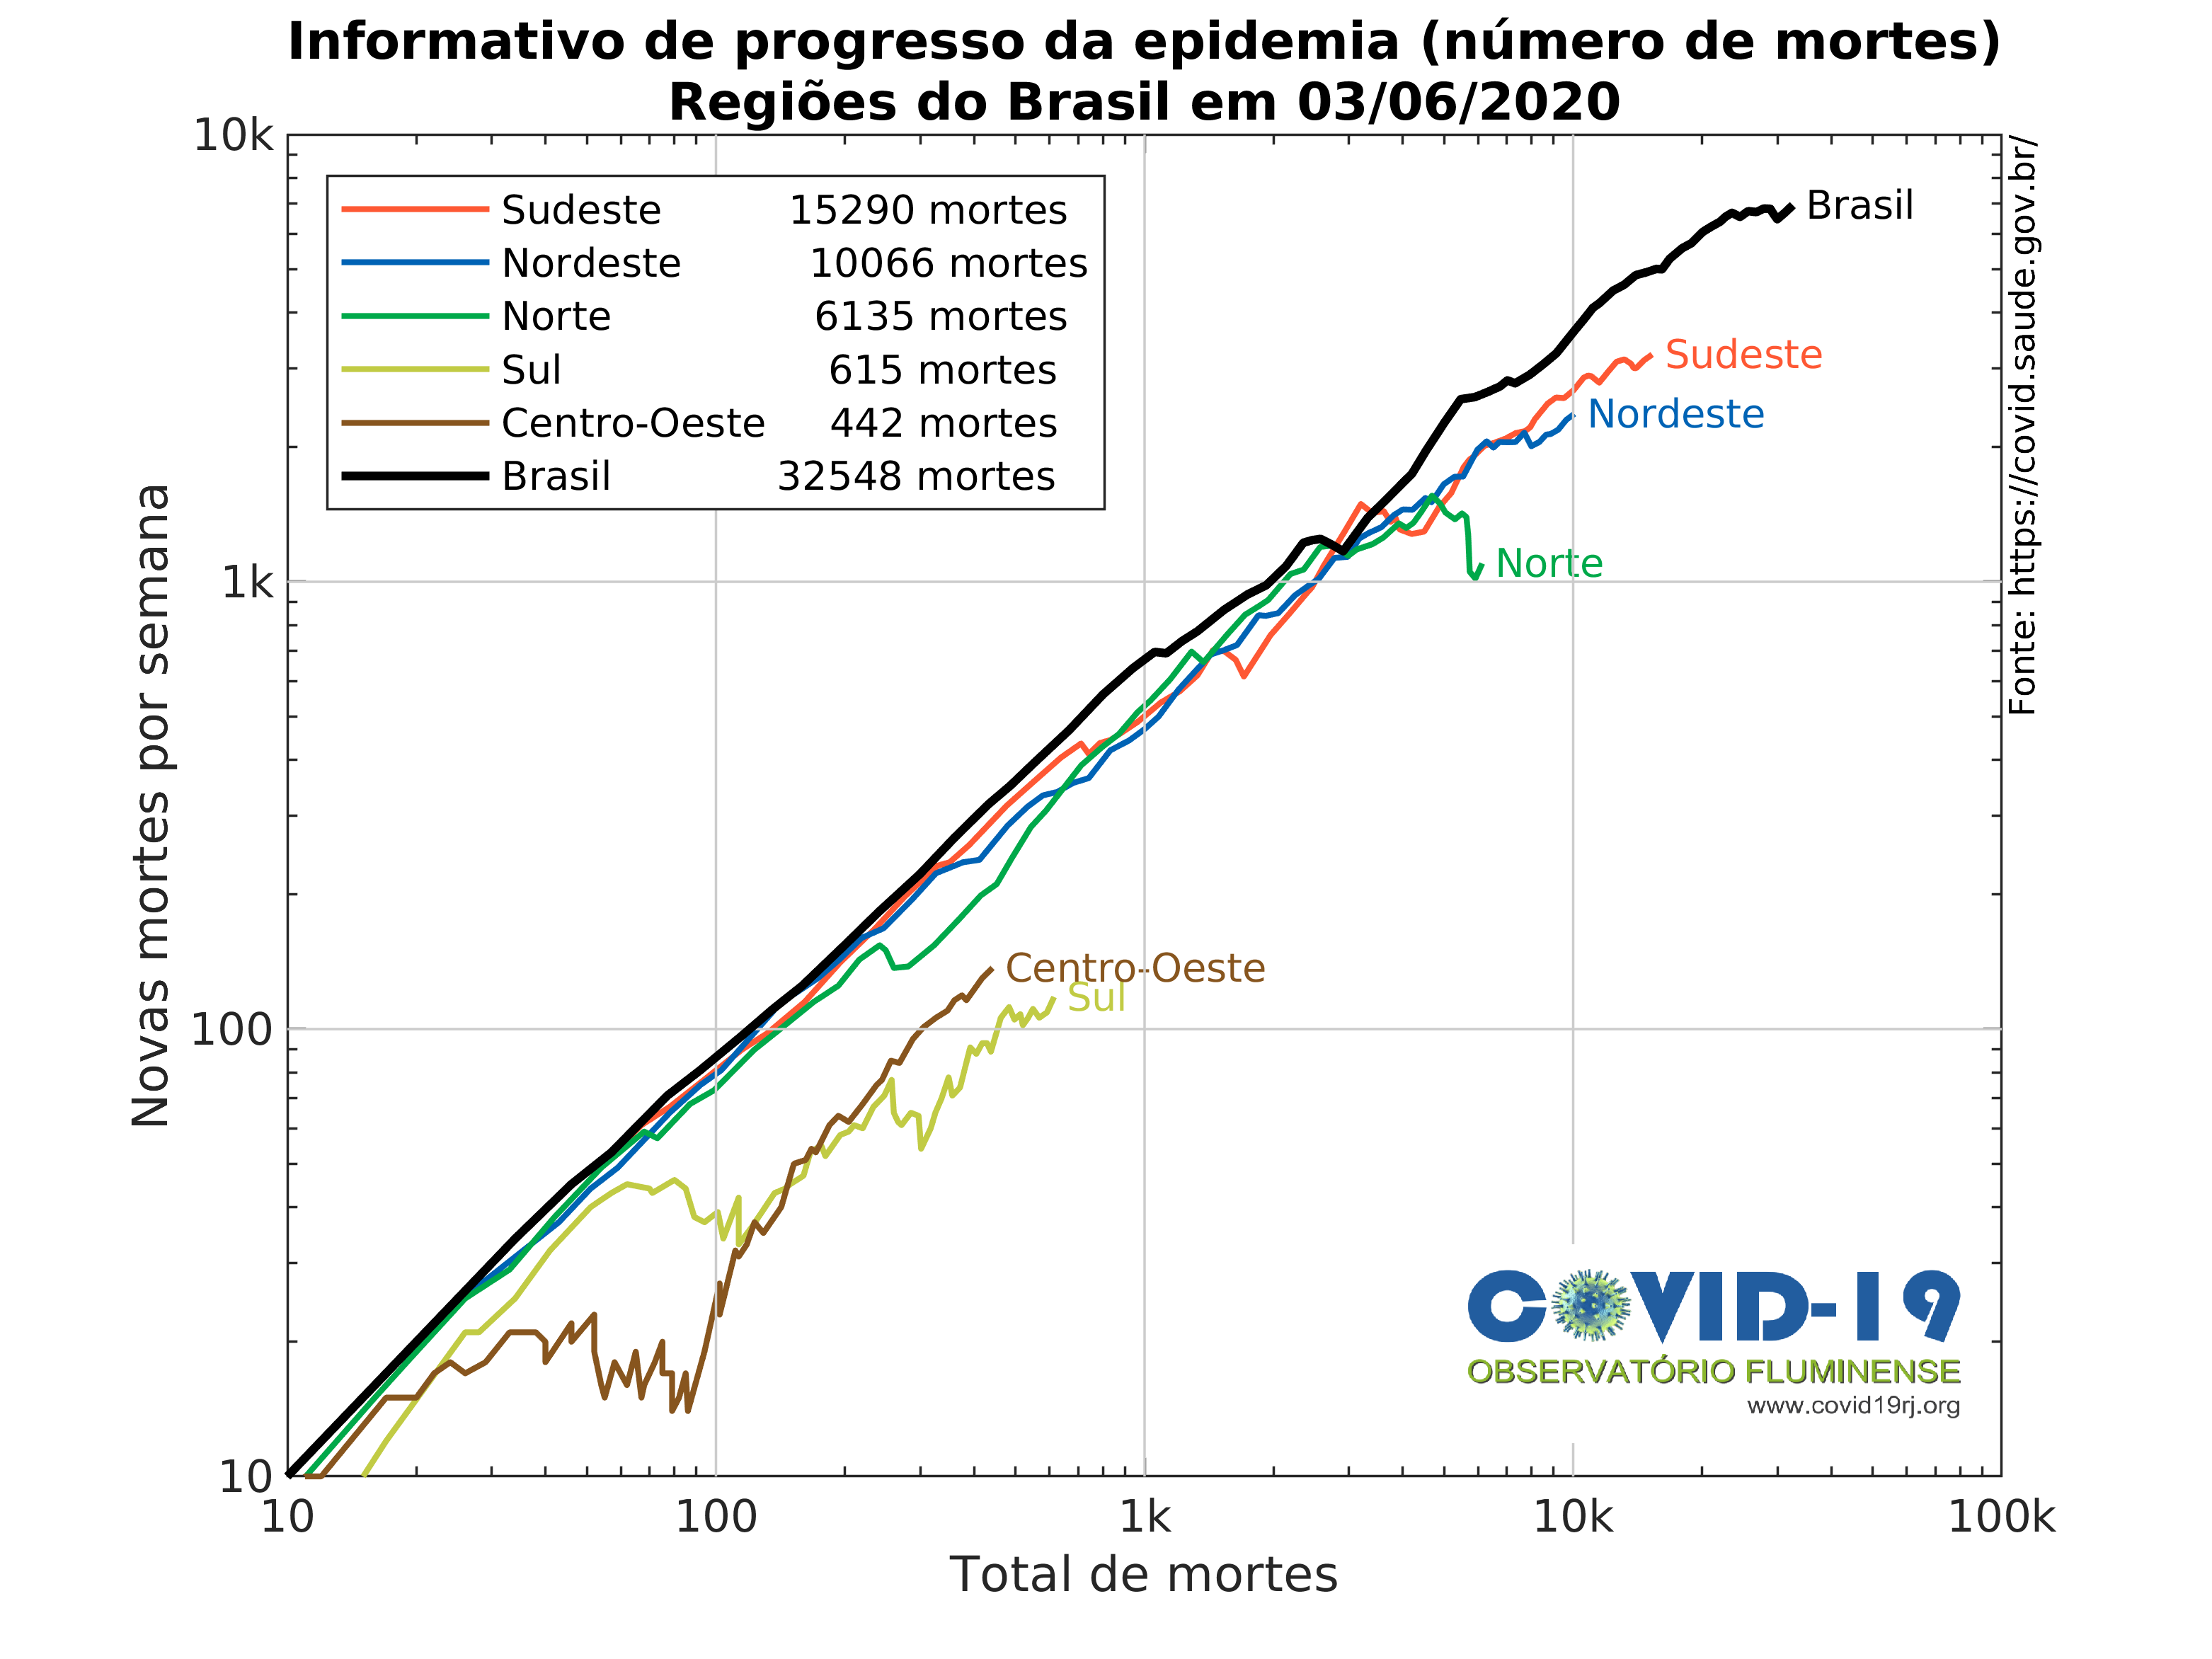 Informativo de progresso da epidemia (número de mortes)
Regiões do Brasil em 03/06/2020
10k
1k
100
10
Novas mortes por semana
Sudeste 15290 mortes
Nordeste 10066 mortes
Norte 6135 mortes
Sul 615 mortes
Centro-Oeste 442 mortes
Brasil 32548 mortes
Brasil
Sudeste
Nordeste
Norte
Centro-Oeste
Sul
Fonte: https://covid.saude.gov.br/
COVID-19
OBSERVATÓRIO FLUMINENSE
www.covid19rj.org
10 100 1k 10k 100k
Total de mortes